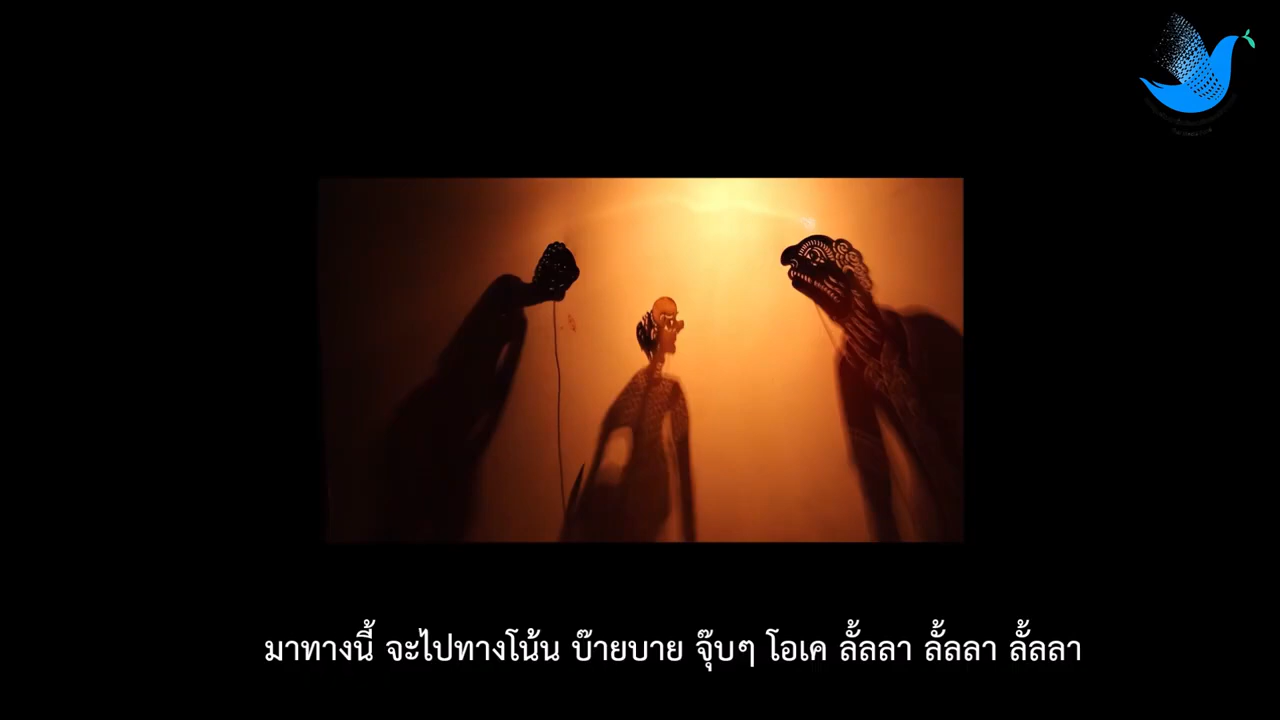 มาทางนี้ จะไปทางโน้น บ๊ายบาย จุ๊บๆ โอเค ลั้ลลา ลั้ลลา ลั้ลลา